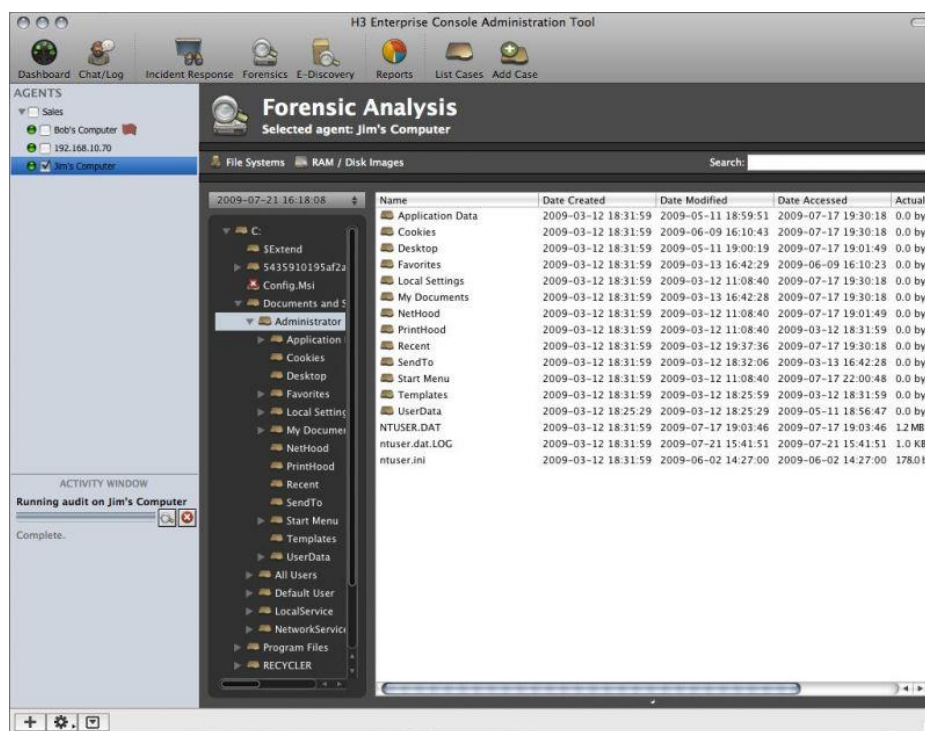 H3 Enterprise Console Administration Tool
Dashboard Chat/Log Incident Response Forensics E-Discovery Reports List Cases Add Case
AGENTS
Sales
Bob's Computer
192.168.10.70
Jim's Computer
Forensic Analysis
Selected agent: Jim's Computer
File Systems RAM / Disk Images Search:
2009-07-21 16:18:08
C:
$Extend
5435910195af2a
Config.Msi
Documents and S
Administrator
Application
Cookies
Desktop
Favorites
Local Setting
My Documen
NetHood
PrintHood
Recent
SendTo
Start Menu
Templates
UserData
All Users
Default User
LocalService
NetworkService
Program Files
RECYCLER
Name Date Created Date Modified Date Accessed Actual
Application Data 2009-03-12 18:31:59 2009-05-11 18:59:51 2009-07-17 19:30:18 0.0 by
Cookies 2009-03-12 18:31:59 2009-06-09 16:10:43 2009-07-17 19:30:18 0.0 by
Desktop 2009-03-12 18:31:59 2009-05-11 19:00:19 2009-07-17 19:01:49 0.0 by
Favorites 2009-03-12 18:31:59 2009-03-13 16:42:29 2009-06-09 16:10:23 0.0 by
Local Settings 2009-03-12 18:31:59 2009-03-12 11:08:40 2009-07-17 19:30:18 0.0 by
My Documents 2009-03-12 18:31:59 2009-03-13 16:42:28 2009-07-17 19:30:18 0.0 by
NetHood 2009-03-12 18:31:59 2009-03-12 11:08:40 2009-07-17 19:01:49 0.0 by
PrintHood 2009-03-12 18:31:59 2009-03-12 11:08:40 2009-03-12 18:31:59 0.0 by
Recent 2009-03-12 18:31:59 2009-03-12 19:37:36 2009-07-17 19:30:18 0.0 by
SendTo 2009-03-12 18:31:59 2009-03-12 18:32:06 2009-03-13 16:42:28 0.0 by
Start Menu 2009-03-12 18:31:59 2009-03-12 11:08:40 2009-07-17 22:00:48 0.0 by
Templates 2009-03-12 18:31:59 2009-03-12 18:25:59 2009-03-12 18:31:59 0.0 by
UserData 2009-03-12 18:25:29 2009-03-12 18:25:29 2009-05-11 18:56:47 0.0 by
NTUSER.DAT 2009-03-12 18:31:59 2009-07-17 19:03:46 2009-07-17 19:03:46 1.2 MB
ntuser.dat.LOG 2009-03-12 18:31:59 2009-07-21 15:41:51 2009-07-21 15:41:51 1.0 KB
ntuser.ini 2009-03-12 18:31:59 2009-06-02 14:27:00 2009-06-02 14:27:00 178.0 b
ACTIVITY WINDOW
Running audit on Jim's Computer
Complete.